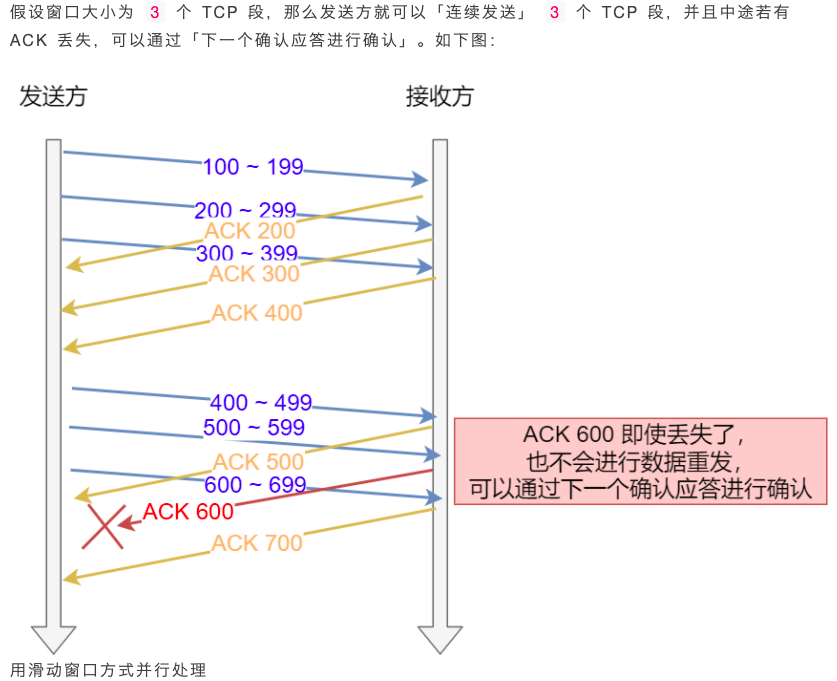 假设窗口大小为 3 个 TCP 段，那么发送方就可以「连续发送」 3 个 TCP 段，并且中途若有
ACK 丢失，可以通过「下一个确认应答进行确认」。如下图：
发送方
接收方
100 ~ 199
200 ~ 299
ACK 200
300 ~ 399
ACK 300
ACK 400
400 ~ 499
500 ~ 599
ACK 500
600 ~ 699
ACK 600
ACK 700
ACK 600 即使丢失了，
也不会进行数据重发，
可以通过下一个确认应答进行确认
用滑动窗口方式并行处理